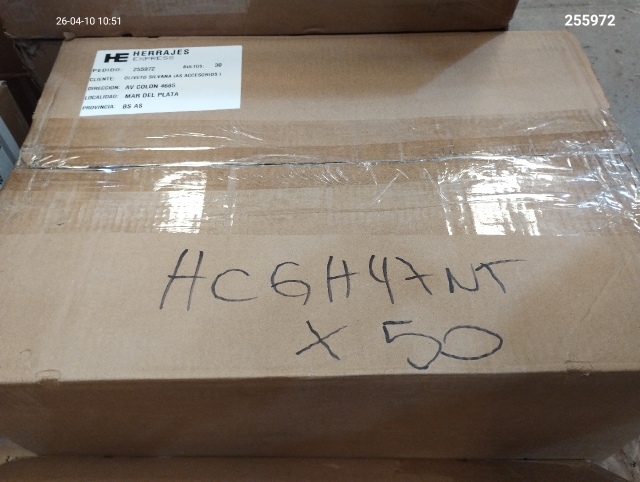 26-04-10 10:51
255972
HE HERRAJES
EXPRESS
PEDIDO: 255972 BULTOS: 38
CLIENTE: OLIVETO SILVANA (AS ACCESORIOS)
DIRECCION: AV COLON 4665
LOCALIDAD: MAR DEL PLATA
PROVINCIA: BS AS
HCGH47NT
X 50